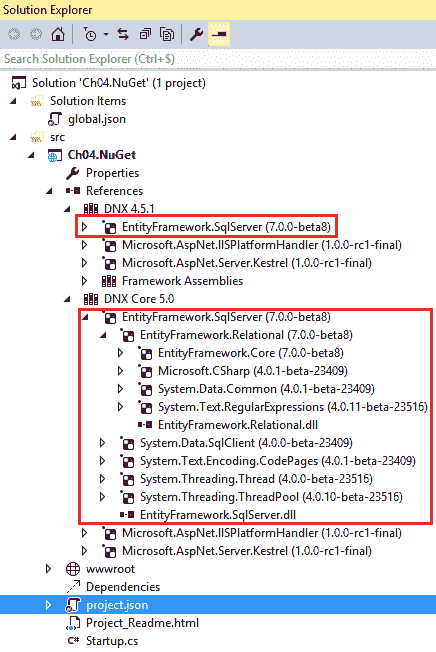 Solution Explorer
Search Solution Explorer (Ctrl+$)
Solution 'Ch04.NuGet' (1 project)
Solution Items
global.json
src
Ch04.NuGet
Properties
References
DNX 4.5.1
EntityFramework.SqlServer (7.0.0-beta8)
Microsoft.AspNet.IISPlatformHandler (1.0.0-rc1-final)
Microsoft.AspNet.Server.Kestrel (1.0.0-rc1-final)
Framework Assemblies
DNX Core 5.0
EntityFramework.SqlServer (7.0.0-beta8)
EntityFramework.Relational (7.0.0-beta8)
EntityFramework.Core (7.0.0-beta8)
Microsoft.CSharp (4.0.1-beta-23409)
System.Data.Common (4.0.1-beta-23409)
System.Text.RegularExpressions (4.0.11-beta-23516)
EntityFramework.Relational.dll
System.Data.SqlClient (4.0.0-beta-23409)
System.Text.Encoding.CodePages (4.0.1-beta-23409)
System.Threading.Thread (4.0.0-beta-23516)
System.Threading.ThreadPool (4.0.10-beta-23516)
EntityFramework.SqlServer.dll
Microsoft.AspNet.IISPlatformHandler (1.0.0-rc1-final)
Microsoft.AspNet.Server.Kestrel (1.0.0-rc1-final)
wwwroot
Dependencies
project.json
Project_Readme.html
C# Startup.cs